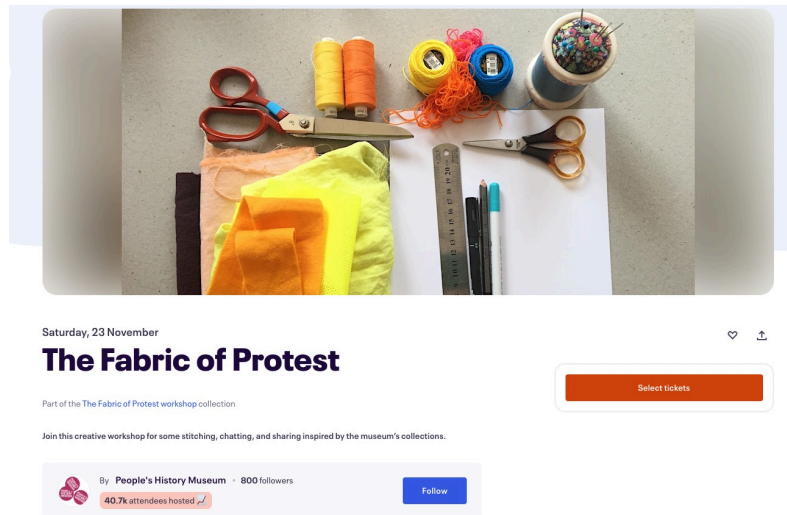 Saturday, 23 November
The Fabric of Protest
Select tickets
Part of the The Fabric of Protest workshop collection
Join this creative workshop for some stitching, chatting, and sharing inspired by the museum's collections.
By People's History Museum • 800 followers
40.7k attendees hosted
Follow